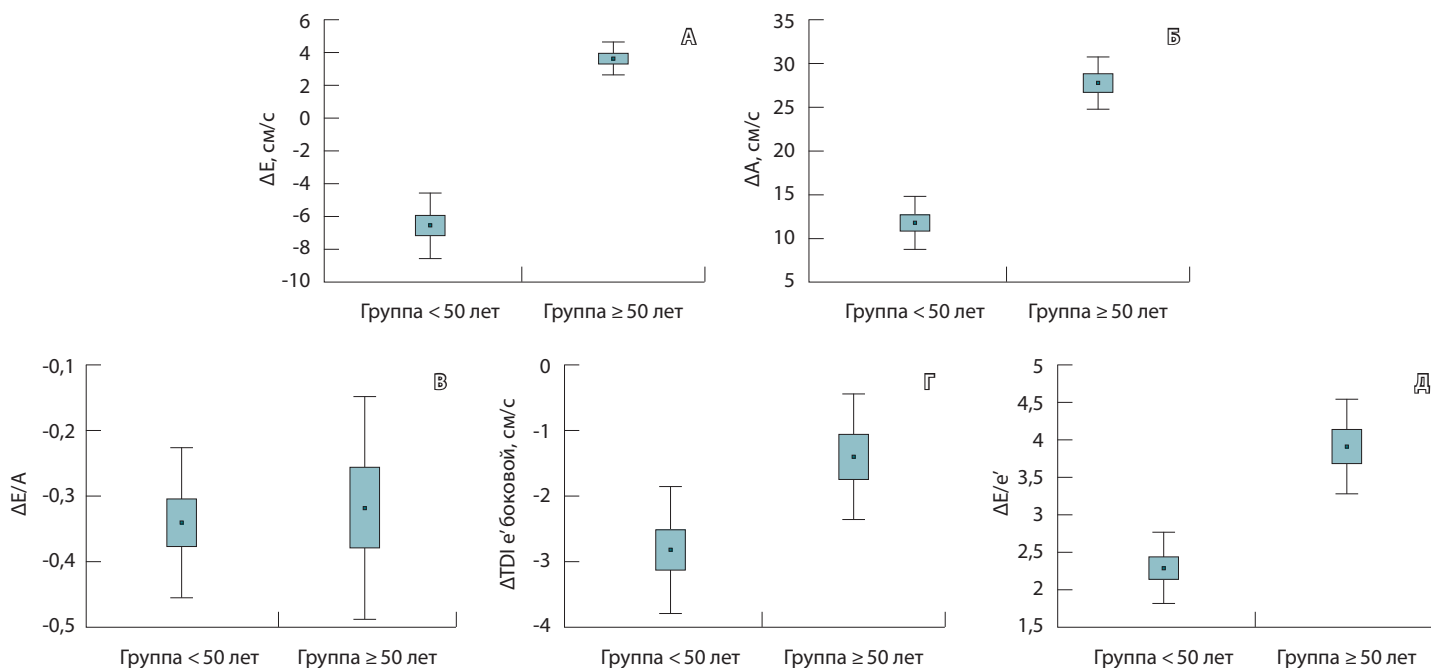 А
ΔE, см/с
6
4
2
0
-2
-4
-6
-8
-10
Группа < 50 лет
Группа ≥ 50 лет
Б
ΔA, см/с
35
30
25
20
15
10
5
Группа < 50 лет
Группа ≥ 50 лет
В
ΔE/A
-0,1
-0,2
-0,3
-0,4
-0,5
Группа < 50 лет
Группа ≥ 50 лет
Г
ΔTDI e′ боковой, см/с
0
-1
-2
-3
-4
Группа < 50 лет
Группа ≥ 50 лет
Д
ΔE/e′
5
4,5
4
3,5
3
2,5
2
1,5
Группа < 50 лет
Группа ≥ 50 лет